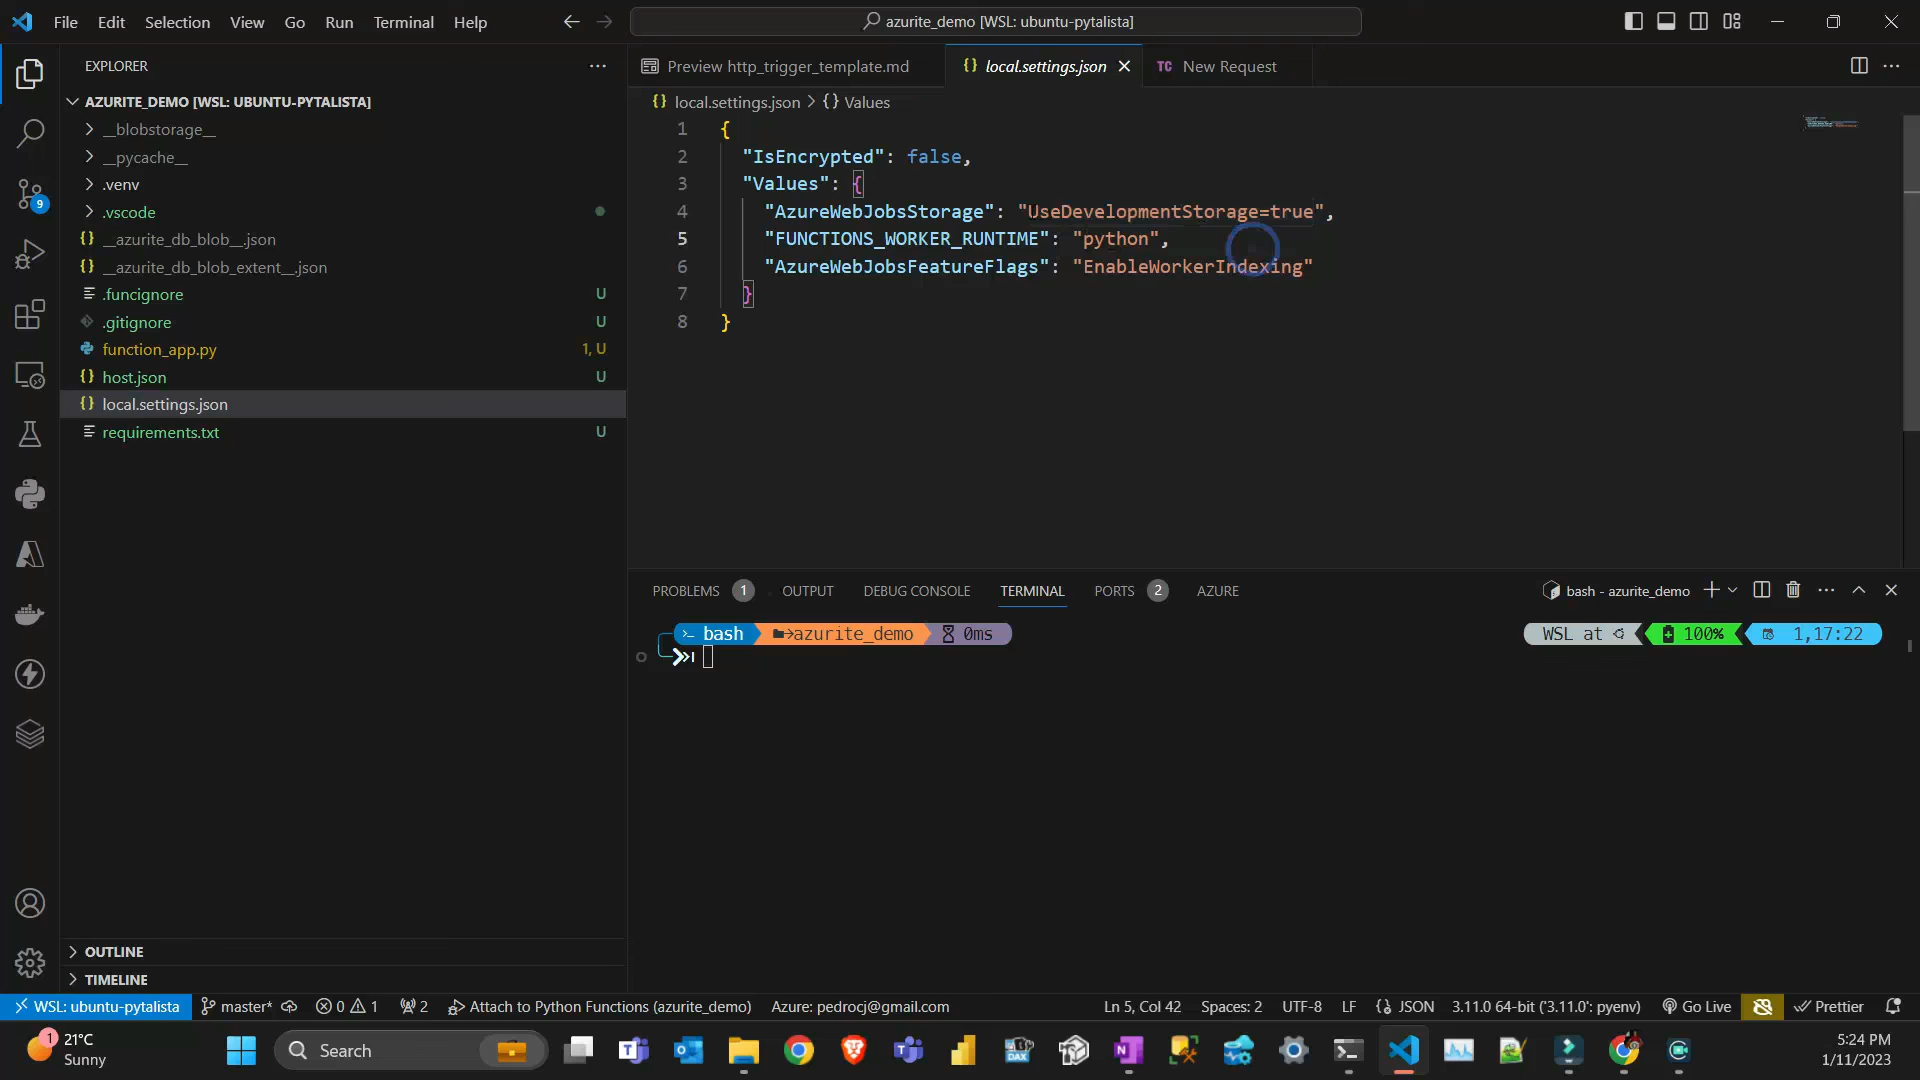 File Edit Selection View Go Run Terminal Help
azurite_demo [WSL: ubuntu-pytalista]
EXPLORER
AZURITE_DEMO [WSL: UBUNTU-PYTALISTA]
__blobstorage__
__pycache__
.venv
.vscode
__azurite_db_blob__.json
__azurite_db_blob_extent__.json
.funcignore U
.gitignore U
function_app.py 1, U
host.json U
local.settings.json
requirements.txt U
OUTLINE
TIMELINE
9
Preview http_trigger_template.md
{} local.settings.json
TC New Request
{} local.settings.json > {} Values
1 {
2 "IsEncrypted": false,
3 "Values": {
4 "AzureWebJobsStorage": "UseDevelopmentStorage=true",
5 "FUNCTIONS_WORKER_RUNTIME": "python",
6 "AzureWebJobsFeatureFlags": "EnableWorkerIndexing"
7 }
8 }
PROBLEMS 1 OUTPUT DEBUG CONSOLE TERMINAL PORTS 2 AZURE
bash - azurite_demo
bash azurite_demo 0ms
WSL at 100% 1,17:22
WSL: ubuntu-pytalista master* 0 1 2 Attach to Python Functions (azurite_demo) Azure: pedrocj@gmail.com Ln 5, Col 42 Spaces: 2 UTF-8 LF {} JSON 3.11.0 64-bit ('3.11.0': pyenv) Go Live Prettier
1
21°C
Sunny
Search
DAX
5:24 PM
1/11/2023